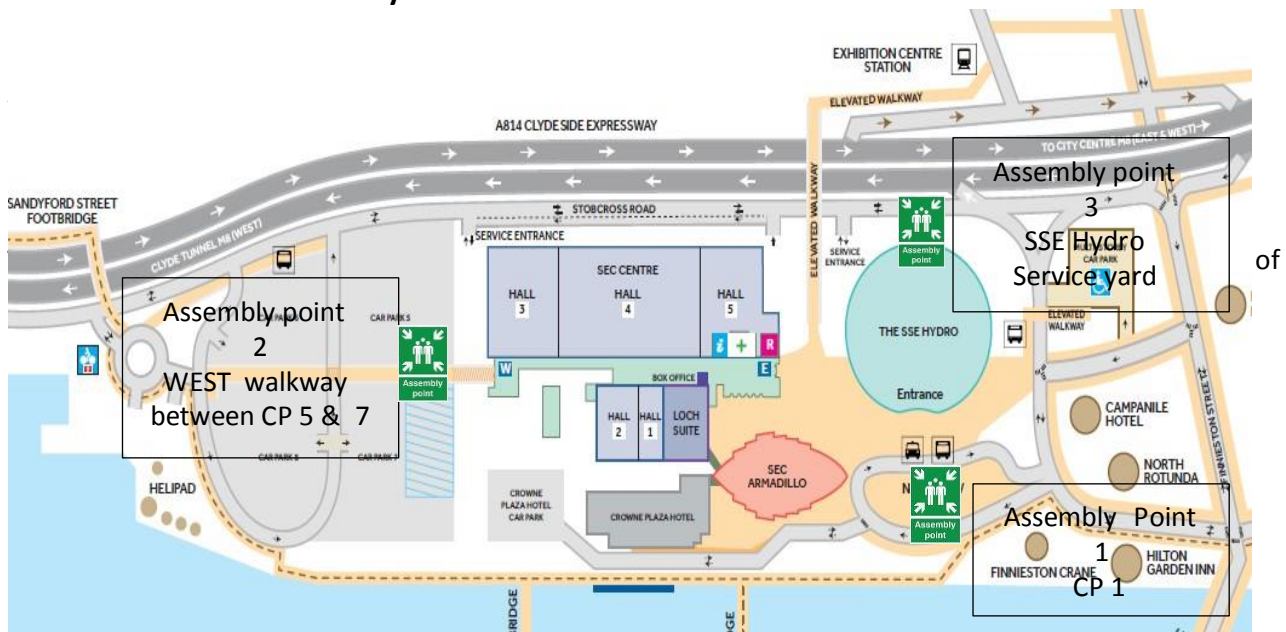 EXHIBITION CENTRE
STATION
ELEVATED WALKWAY
A814 CLYDESIDE EXPRESSWAY
TO CITY CENTRE M8 (EAST & WEST)
SANDYFORD STREET
FOOTBRIDGE
CLYDE TUNNEL M8 (WEST)
STOBCROSS ROAD
SERVICE ENTRANCE
ELEVATED WALKWAY
SERVICE
ENTRANCE
Assembly
point
Assembly point
3
SSE Hydro
Service yard
of
CAR PARK
ELEVATED
WALKWAY
SEC CENTRE
HALL
3
HALL
4
HALL
5
i
+
R
W
E
THE SSE HYDRO
Entrance
Assembly point
2
WEST walkway
between CP 5 & 7
CAR PARK 5
CAR PARK 7
Assembly
point
BOX OFFICE
HALL
2
HALL
1
LOCH
SUITE
SEC
ARMADILLO
CROWNE
PLAZA HOTEL
CAR PARK
CROWNE PLAZA HOTEL
HELIPAD
CAMPANILE
HOTEL
NORTH
ROTUNDA
FINNIESTON STREET
Assembly
point
Assembly Point
1
CP 1
FINNIESTON CRANE
HILTON
GARDEN INN